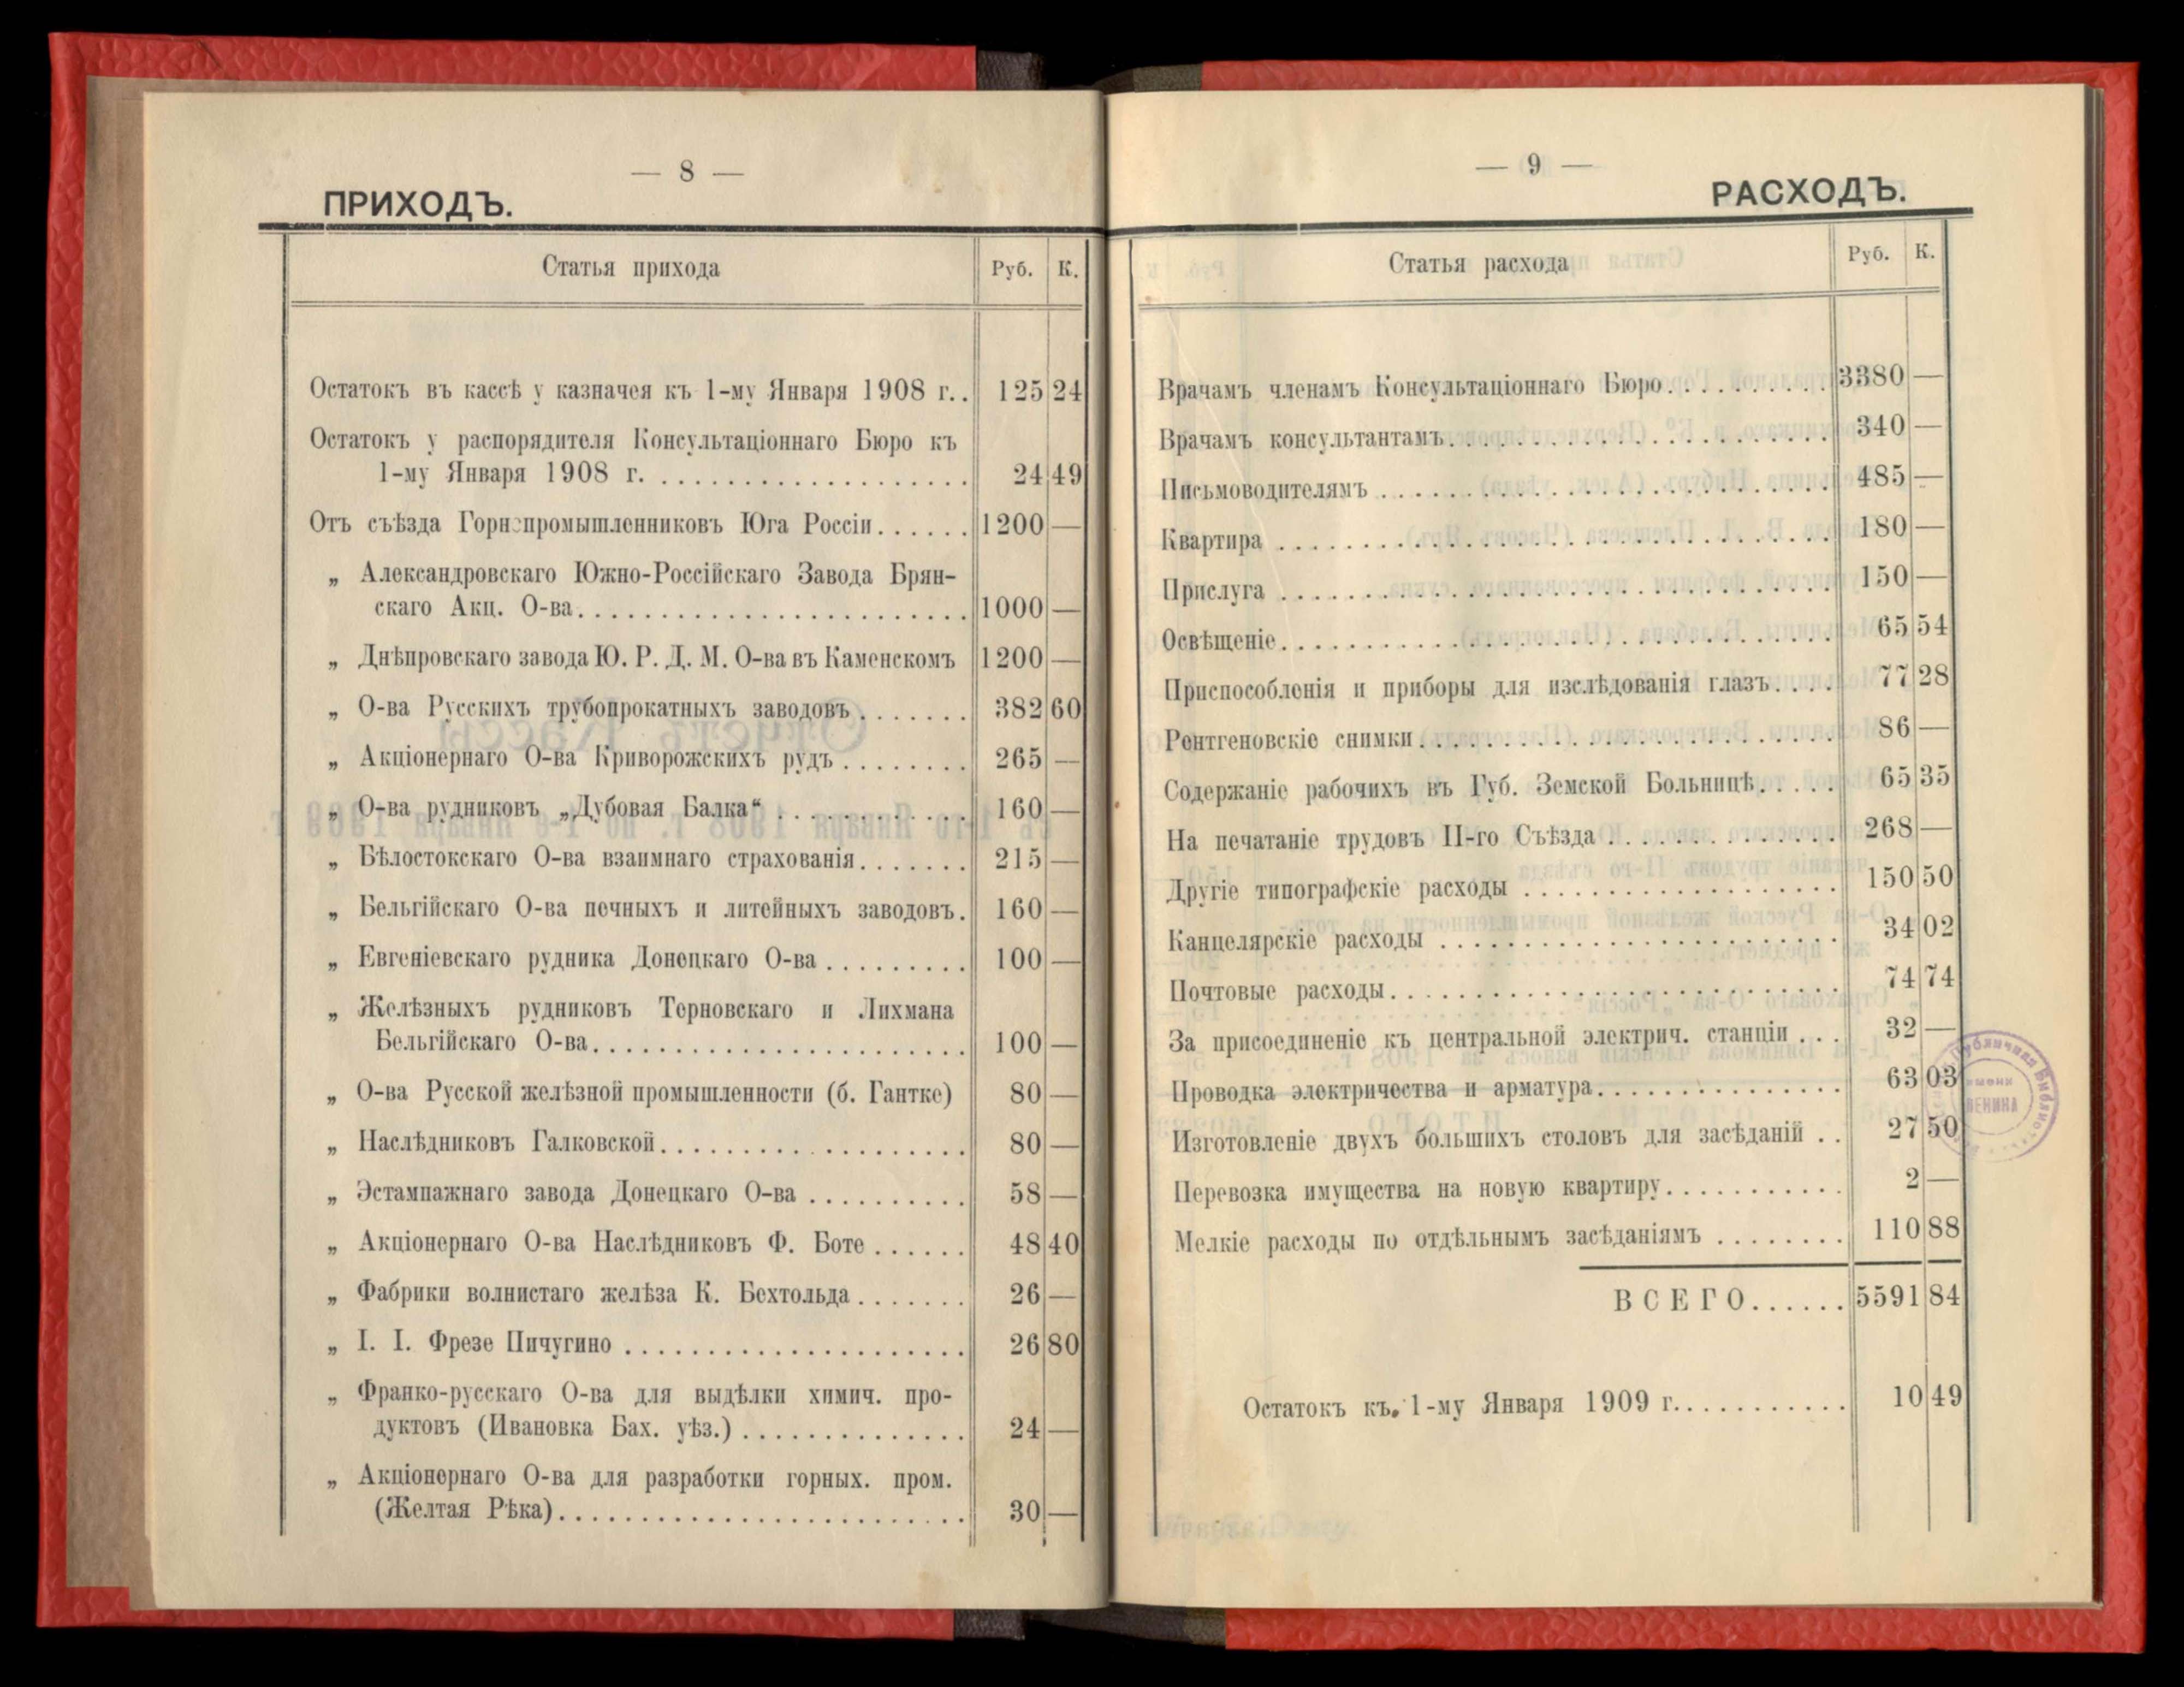 — 8 —
ПРИХОДЪ.
Статья прихода Руб. К.
Остатокъ въ кассѣ у казначея къ 1-му Января 1908 г.. 125 24
Остатокъ у распорядителя Консультаціоннаго Бюро къ
1-му Января 1908 г. . . . . . . . . . . . . . . . . . . . 24 49
Отъ съѣзда Горнопромышленниковъ Юга Россіи . . . . . . 1200 —
„ Александровскаго Южно-Россійскаго Завода Брян-
скаго Акц. О-ва . . . . . . . . . . . . . . . . . . . . . . . 1000 —
„ Днѣпровскаго завода Ю. Р. Д. М. О-ва въ Каменскомъ 1200 —
„ О-ва Русскихъ трубопрокатныхъ заводовъ . . . . . . . 382 60
„ Акціонернаго О-ва Криворожскихъ рудъ . . . . . . . . 265 —
„ О-ва рудниковъ „Дубовая Балка“ . . . . . . . . . . . . 160 —
„ Бѣлостокскаго О-ва взаимнаго страхованія . . . . . . . 215 —
„ Бельгійскаго О-ва печныхъ и литейныхъ заводовъ . 160 —
„ Евгеніевскаго рудника Донецкаго О-ва . . . . . . . . . 100 —
„ Желѣзныхъ рудниковъ Терновскаго и Лихмана
Бельгійскаго О-ва . . . . . . . . . . . . . . . . . . . . . . 100 —
„ О-ва Русской желѣзной промышленности (б. Гантке) 80 —
„ Наслѣдниковъ Галковской . . . . . . . . . . . . . . . . . . 80 —
„ Эстампажнаго завода Донецкаго О-ва . . . . . . . . . . 58 —
„ Акціонернаго О-ва Наслѣдниковъ Ф. Боте . . . . . . 48 40
„ Фабрики волнистаго желѣза К. Бехтольда . . . . . . . 26 —
„ І. І. Фрезе Пичугино . . . . . . . . . . . . . . . . . . . . . 26 80
„ Франко-русскаго О-ва для выдѣлки химич. про-
дуктовъ (Ивановка Бах. уѣз.) . . . . . . . . . . . . . . 24 —
„ Акціонернаго О-ва для разработки горных. пром.
(Желтая Рѣка) . . . . . . . . . . . . . . . . . . . . . . . . 30 —
— 9 —
РАСХОДЪ.
Статья расхода Руб. К.
Врачамъ членамъ Консультаціоннаго Бюро . . . . . . . . . . 3380 —
Врачамъ консультантамъ . . . . . . . . . . . . . . . . . . . . . . . 340 —
Письмоводителямъ . . . . . . . . . . . . . . . . . . . . . . . . . . . 485 —
Квартира . . . . . . . . . . . . . . . . . . . . . . . . . . . . . . . . . 180 —
Прислуга . . . . . . . . . . . . . . . . . . . . . . . . . . . . . . . . . 150 —
Освѣщеніе . . . . . . . . . . . . . . . . . . . . . . . . . . . . . . . . 65 54
Приспособленія и приборы для изслѣдованія глазъ . . . . 77 28
Рентгеновскіе снимки . . . . . . . . . . . . . . . . . . . . . . . . . 86 —
Содержаніе рабочихъ въ Губ. Земской Больницѣ . . . . . 65 35
На печатаніе трудовъ II-го Съѣзда . . . . . . . . . . . . . . 268 —
Другіе типографскіе расходы . . . . . . . . . . . . . . . . . . . 150 50
Канцелярскіе расходы . . . . . . . . . . . . . . . . . . . . . . . . 34 02
Почтовые расходы . . . . . . . . . . . . . . . . . . . . . . . . . . . 74 74
За присоединеніе къ центральной электрич. станціи . . . 32 —
Проводка электричества и арматура . . . . . . . . . . . . . . . 63 03
Изготовленіе двухъ большихъ столовъ для засѣданій . . 27 50
Перевозка имущества на новую квартиру . . . . . . . . . . . 2 —
Мелкіе расходы по отдѣльнымъ засѣданіямъ . . . . . . . . 110 88
ВСЕГО . . . . . . 5591 84
Остатокъ къ 1-му Января 1909 г. . . . . . . . . . . 10 49
Публичная Библио
имени
ЛЕНИНА